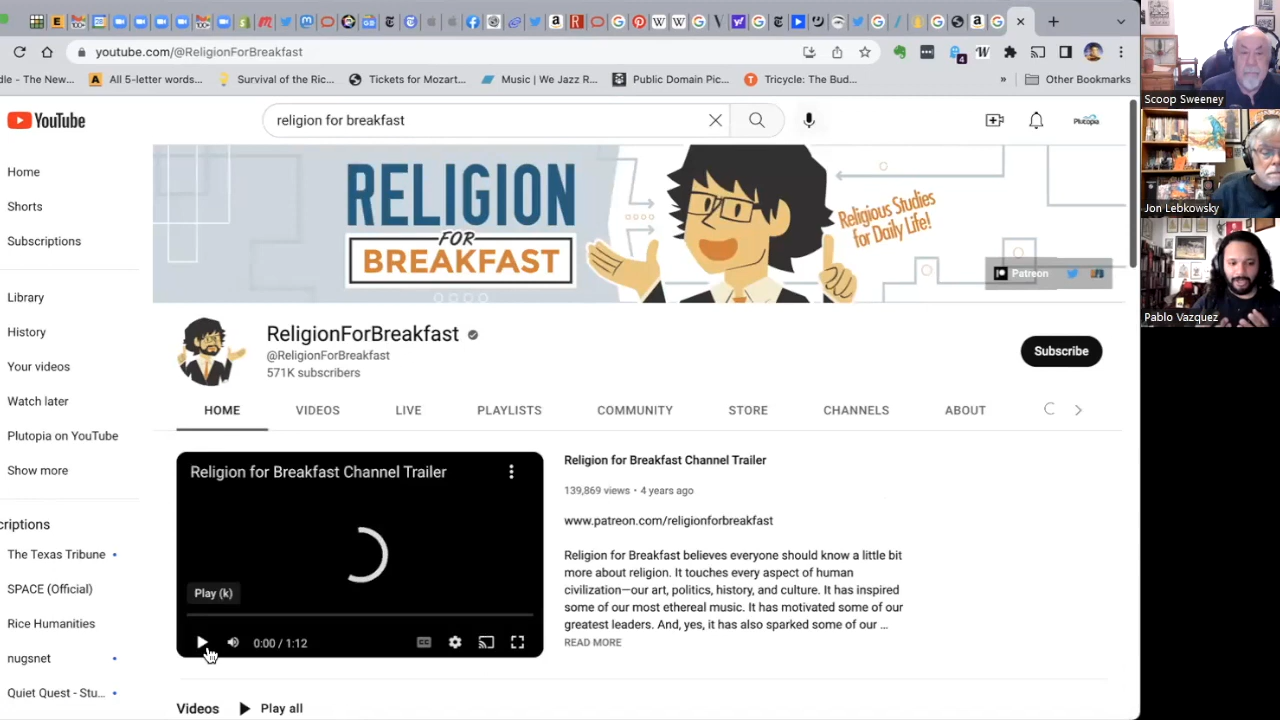 youtube.com/@ReligionForBreakfast
4
dle - The New...
All 5-letter words...
Survival of the Ric...
Tickets for Mozart...
Music | We Jazz R...
Public Domain Pic...
Tricycle: The Bud...
»
Other Bookmarks
YouTube
religion for breakfast
Plutopia
Home
Shorts
Subscriptions
Library
History
Your videos
Watch later
Plutopia on YouTube
Show more
criptions
The Texas Tribune
SPACE (Official)
Rice Humanities
nugsnet
Quiet Quest - Stu...
RELIGION
FOR
BREAKFAST
Religious Studies
for Daily Life!
Patreon
ReligionForBreakfast
@ReligionForBreakfast
571K subscribers
Subscribe
HOME
VIDEOS
LIVE
PLAYLISTS
COMMUNITY
STORE
CHANNELS
ABOUT
Religion for Breakfast Channel Trailer
Play (k)
0:00 / 1:12
Religion for Breakfast Channel Trailer
139,869 views • 4 years ago
www.patreon.com/religionforbreakfast
Religion for Breakfast believes everyone should know a little bit
more about religion. It touches every aspect of human
civilization—our art, politics, history, and culture. It has inspired
some of our most ethereal music. It has motivated some of our
greatest leaders. And, yes, it has also sparked some of our ...
READ MORE
Videos
Play all
Scoop Sweeney
Jon Lebkowsky
Pablo Vazquez